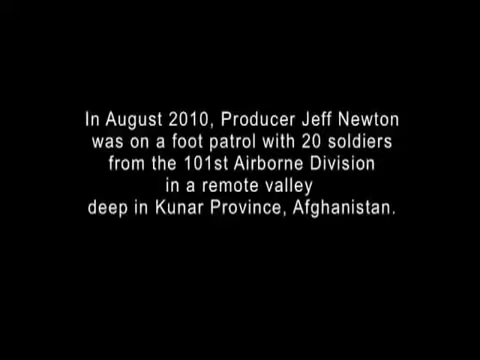 In August 2010, Producer Jeff Newton
was on a foot patrol with 20 soldiers
from the 101st Airborne Division
in a remote valley
deep in Kunar Province, Afghanistan.